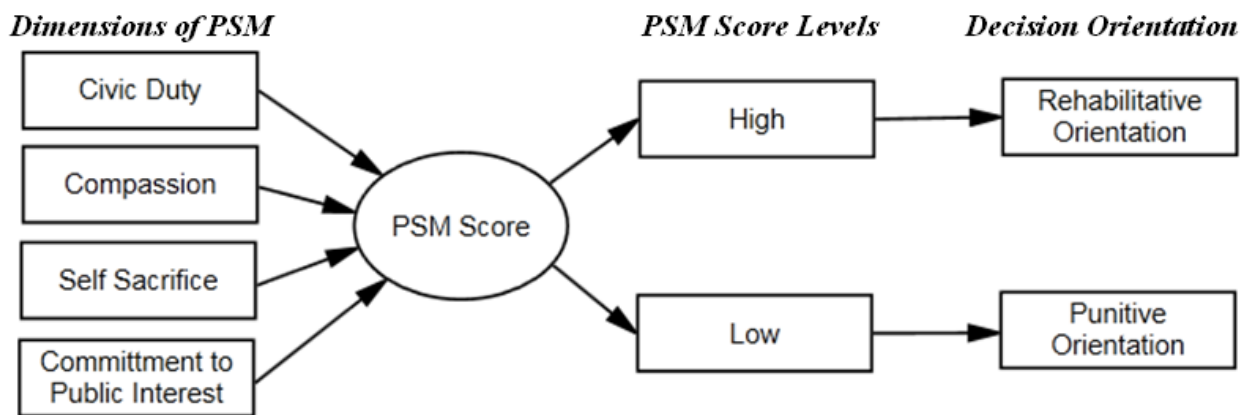 Dimensions of PSM
PSM Score Levels
Decision Orientation
Civic Duty
Compassion
Self Sacrifice
Committment to
Public Interest
PSM Score
High
Low
Rehabilitative
Orientation
Punitive
Orientation